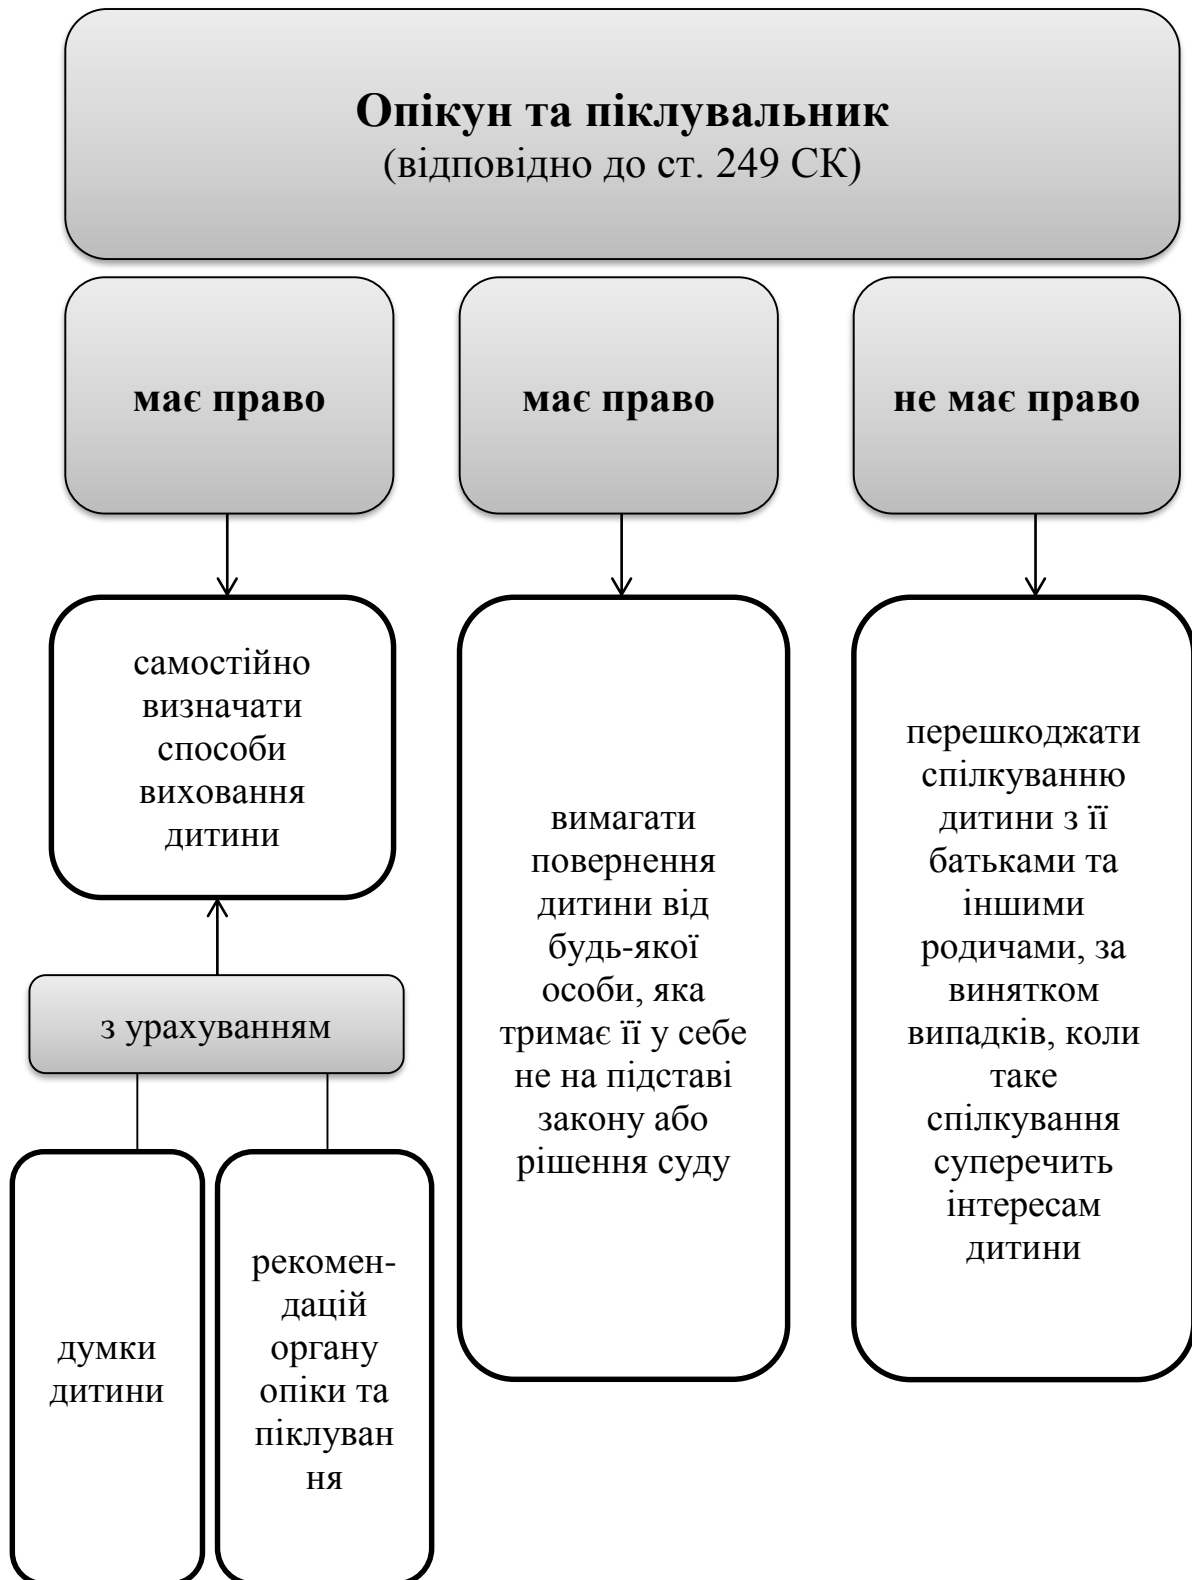 Опікун та піклувальник
(відповідно до ст. 249 СК)
має право
має право
не має право
самостійно
визначати
способи
виховання
дитини
з урахуванням
думки
дитини
рекомен-
дацій
органу
опіки та
піклуван
ня
вимагати
повернення
дитини від
будь-якої
особи, яка
тримає її у себе
не на підставі
закону або
рішення суду
перешкоджати
спілкуванню
дитини з її
батьками та
іншими
родичами, за
винятком
випадків, коли
таке
спілкування
суперечить
інтересам
дитини